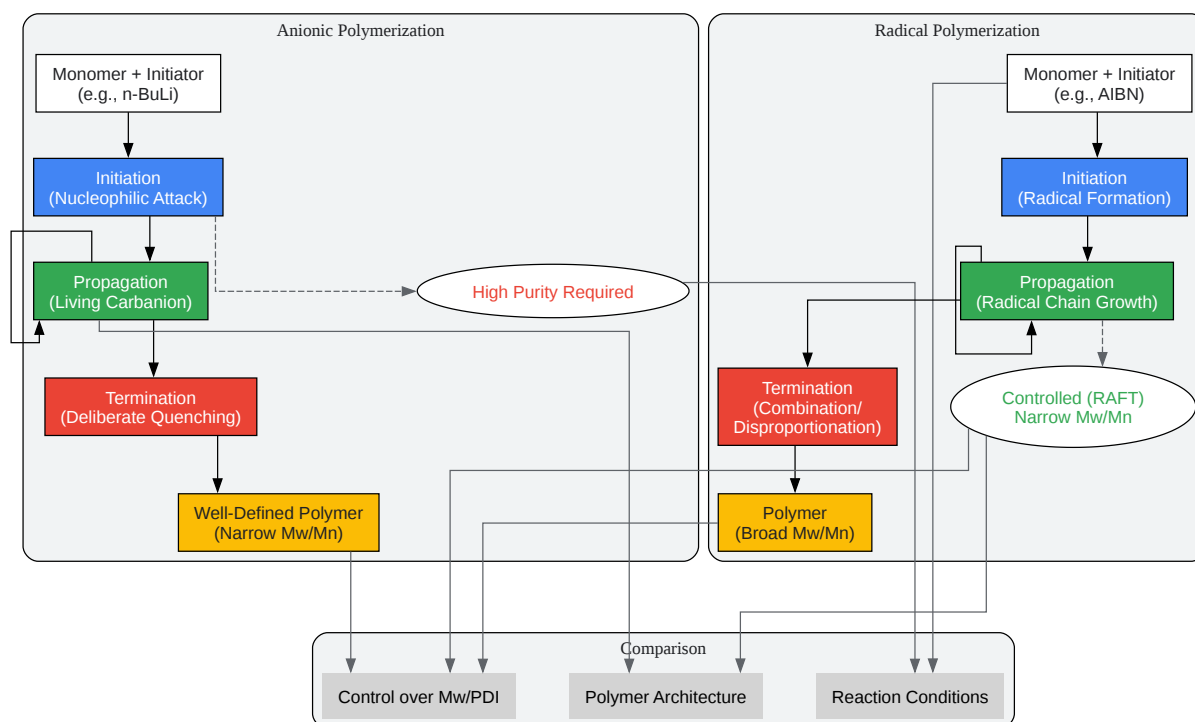 Anionic Polymerization
Monomer + Initiator
(e.g., n-BuLi)
Initiation
(Nucleophilic Attack)
Propagation
(Living Carbanion)
High Purity Required
Termination
(Deliberate Quenching)
Well-Defined Polymer
(Narrow Mw/Mn)
Radical Polymerization
Monomer + Initiator
(e.g., AIBN)
Initiation
(Radical Formation)
Propagation
(Radical Chain Growth)
Termination
(Combination/
Disproportionation)
Controlled (RAFT)
Narrow Mw/Mn
Polymer
(Broad Mw/Mn)
Comparison
Control over Mw/PDI
Polymer Architecture
Reaction Conditions